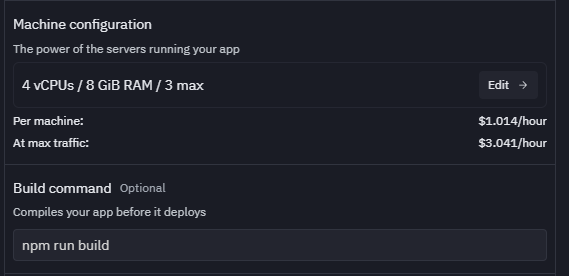 Machine configuration
The power of the servers running your app
4 vCPUs / 8 GiB RAM / 3 max
Edit →
Per machine: $1.014/hour
At max traffic: $3.041/hour
Build command Optional
Compiles your app before it deploys
npm run build